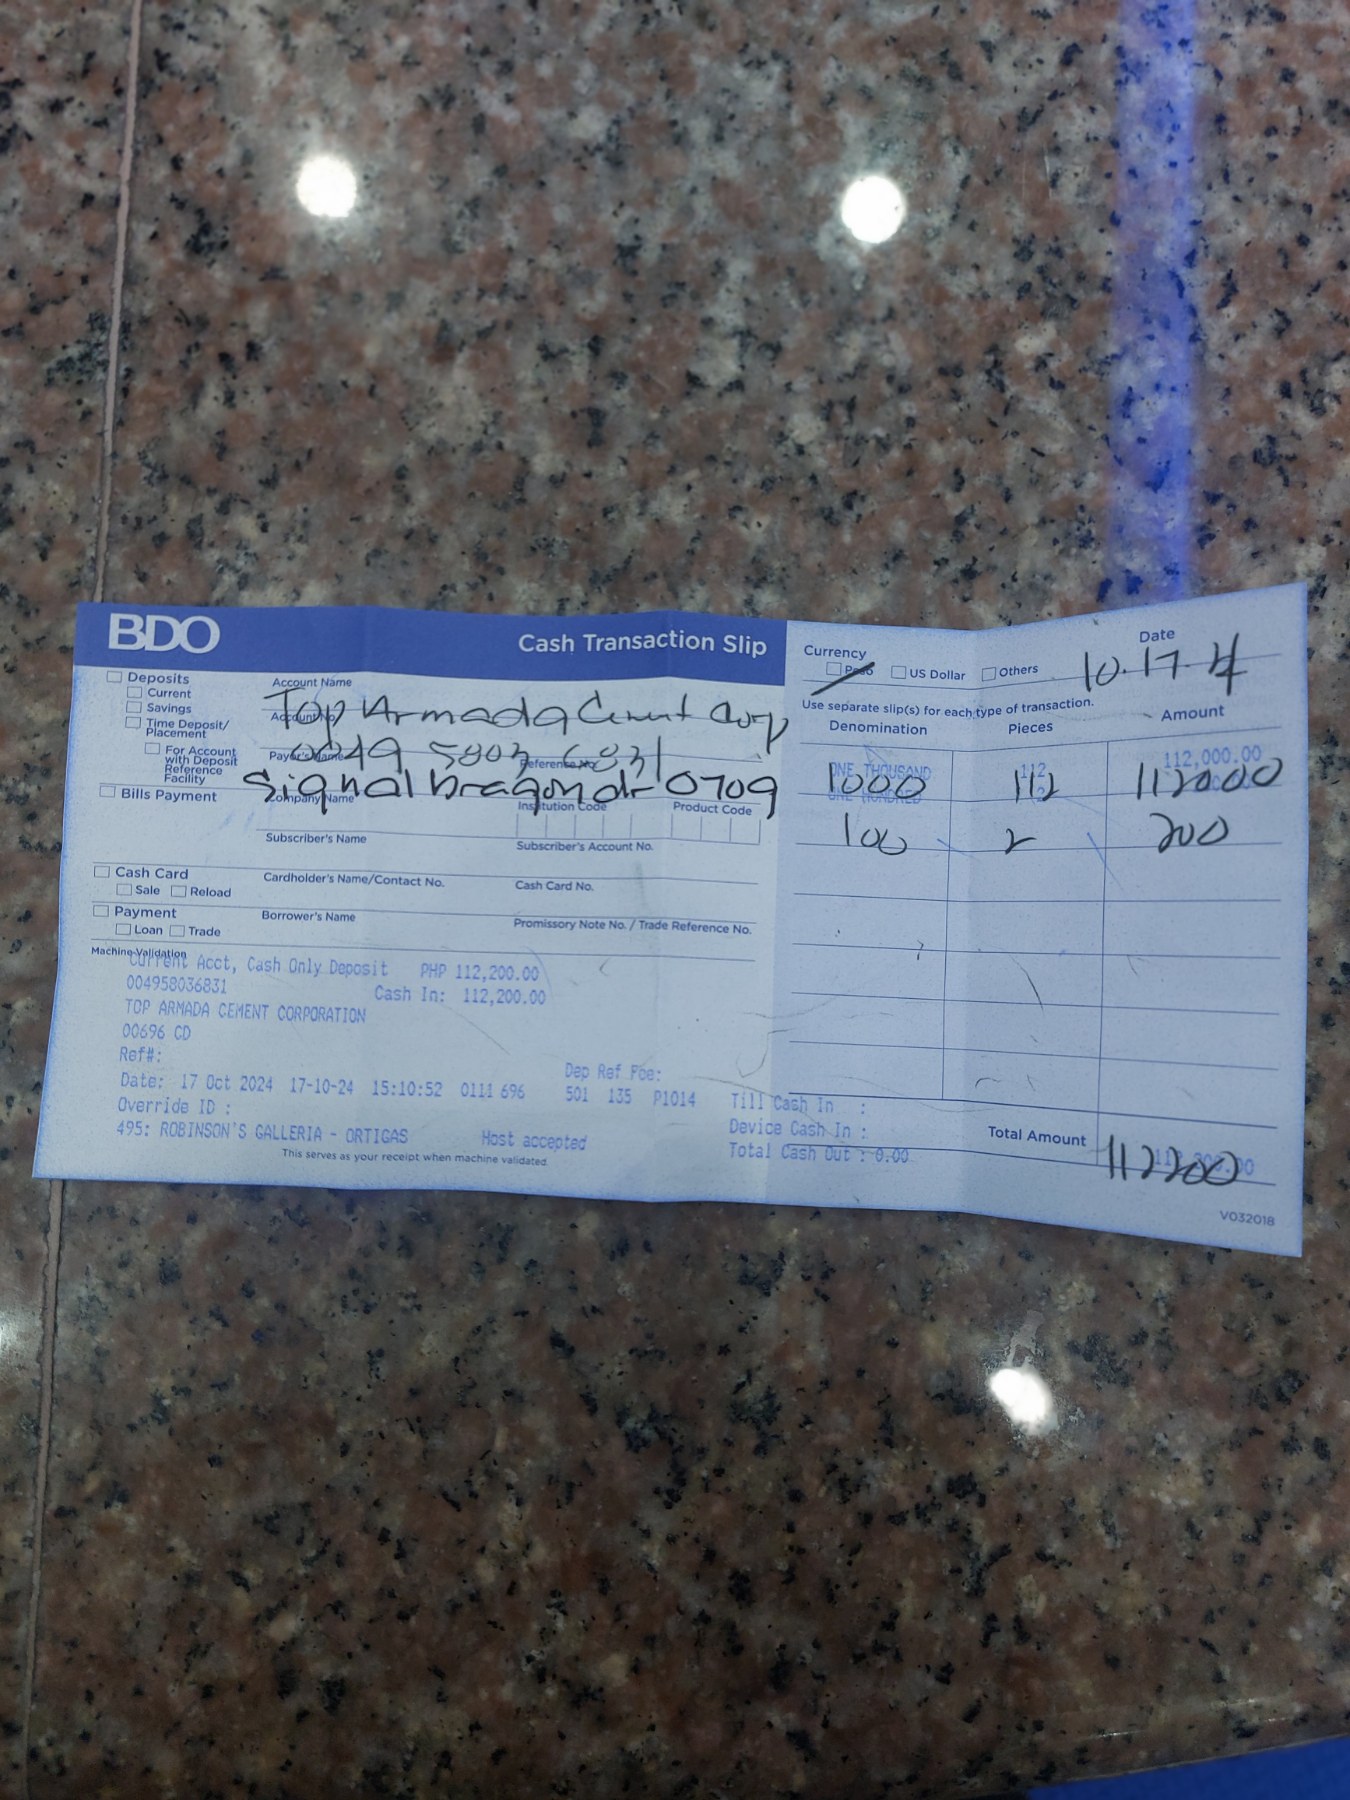 BDO
Cash Transaction Slip
Deposits
Current
Savings
Time Deposit/
Placement
For Account
with Deposit
Reference
Facility
Bills Payment
Cash Card
Sale Reload
Payment
Loan Trade
Account Name
Top Armada Cement Corp
Account No.
0049 5803 6831
Payor's Name
Reference No.
Signal Dragon dr 0709
Company Name
Institution Code
Product Code
Subscriber's Name
Subscriber's Account No.
Cardholder's Name/Contact No.
Cash Card No.
Borrower's Name
Promissory Note No. / Trade Reference No.
Currency
Peso US Dollar Others
Date
10.17.24
Use separate slip(s) for each type of transaction.
Denomination Pieces Amount
ONE THOUSAND 112 112,000.00
1000 112 112000
ONE HUNDRED 2
100 2 200
Total Amount
112200
Machine Validation
Current Acct, Cash Only Deposit PHP 112,200.00
004958036831 Cash In: 112,200.00
TOP ARMADA CEMENT CORPORATION
00696 CD
Ref#:
Dep Ref Fee:
Date: 17 Oct 2024 17-10-24 15:10:52 0111 696 501 135 P1014
Override ID :
495: ROBINSON'S GALLERIA - ORTIGAS Host accepted
Till Cash In :
Device Cash In :
Total Cash Out : 0.00
This serves as your receipt when machine validated
V032018